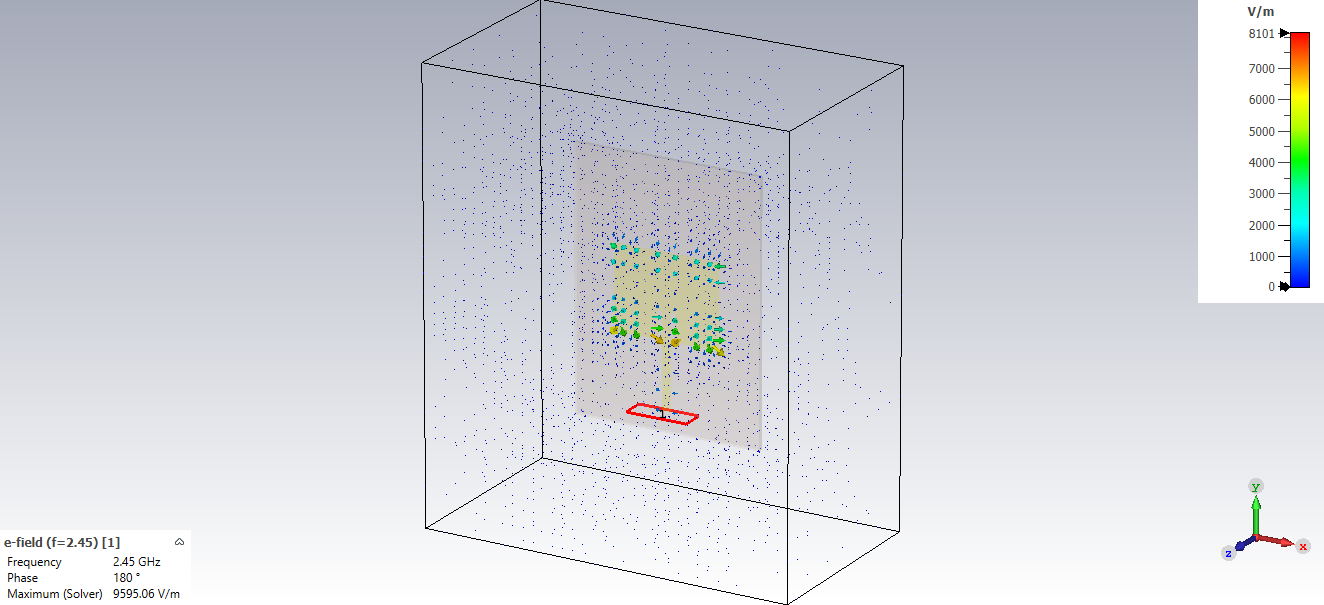 V/m
8101
7000
6000
5000
4000
3000
2000
1000
0
1
y
x
z
e-field (f=2.45) [1]
Frequency 2.45 GHz
Phase 180 °
Maximum (Solver) 9595.06 V/m